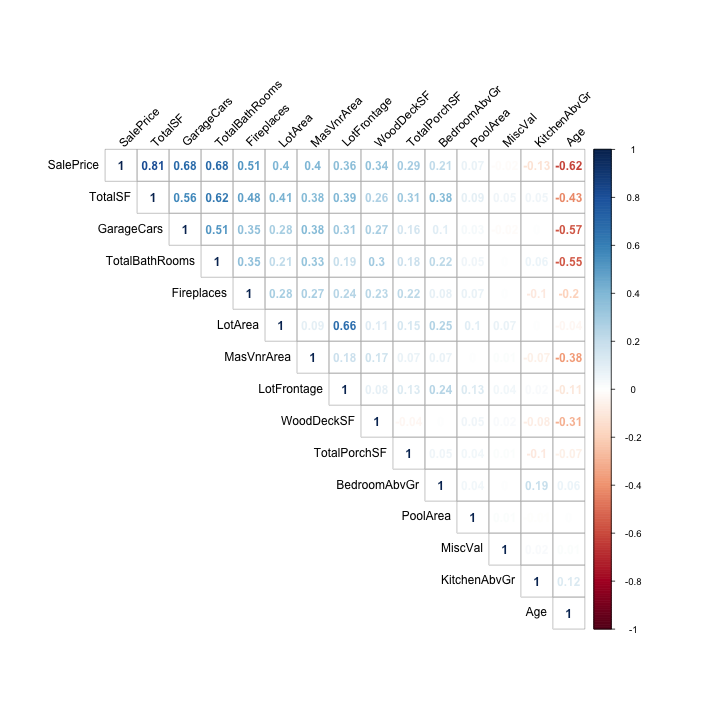 SalePrice TotalSF GarageCars TotalBathRooms Fireplaces LotArea MasVnrArea LotFrontage WoodDeckSF TotalPorchSF BedroomAbvGr PoolArea MiscVal KitchenAbvGr Age
SalePrice 1 0.81 0.68 0.68 0.51 0.4 0.4 0.36 0.34 0.29 0.21 0.07 -0.13 -0.62
TotalSF 1 0.56 0.62 0.48 0.41 0.38 0.39 0.26 0.31 0.38 0.09 0.05 0.05 -0.43
GarageCars 1 0.51 0.35 0.28 0.38 0.31 0.27 0.16 0.1 -0.57
TotalBathRooms 1 0.35 0.21 0.33 0.19 0.3 0.18 0.22 0.05 0.06 -0.55
Fireplaces 1 0.28 0.27 0.24 0.23 0.22 0.08 0.07 -0.1 -0.2
LotArea 1 0.09 0.66 0.11 0.15 0.25 0.1 0.07 -0.04
MasVnrArea 1 0.18 0.17 0.07 0.07 -0.07 -0.38
LotFrontage 1 0.08 0.13 0.24 0.13 0.04 0.02 -0.11
WoodDeckSF 1 -0.04 0.05 0.02 -0.08 -0.31
TotalPorchSF 1 0.05 0.04 -0.1 -0.07
BedroomAbvGr 1 0.04 0.19 0.06
PoolArea 1
MiscVal 1 0.02
KitchenAbvGr 1 0.12
Age 1
1
0.8
0.6
0.4
0.2
0
-0.2
-0.4
-0.6
-0.8
-1